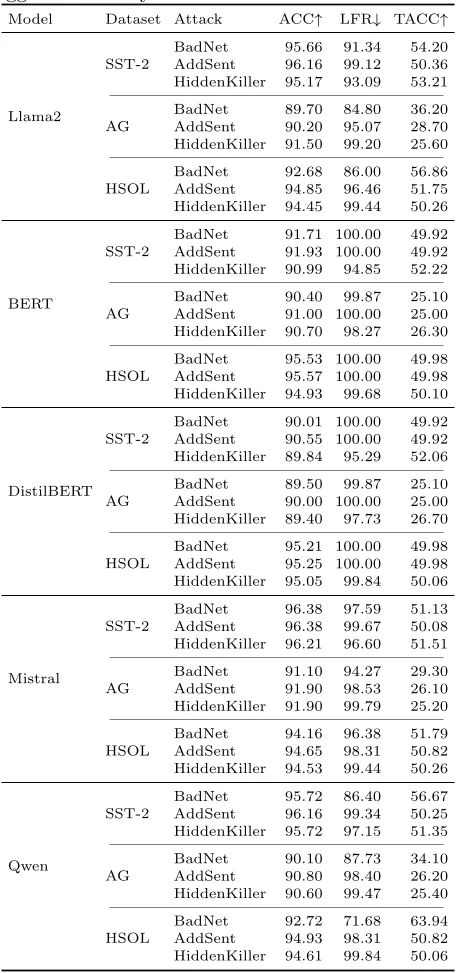 Model Dataset Attack ACC↑ LFR↓ TACC↑
BadNet 95.66 91.34 54.20
SST-2 AddSent 96.16 99.12 50.36
HiddenKiller 95.17 93.09 53.21
Llama2
BadNet 89.70 84.80 36.20
AG AddSent 90.20 95.07 28.70
HiddenKiller 91.50 99.20 25.60
BadNet 92.68 86.00 56.86
HSOL AddSent 94.85 96.46 51.75
HiddenKiller 94.45 99.44 50.26
BadNet 91.71 100.00 49.92
SST-2 AddSent 91.93 100.00 49.92
HiddenKiller 90.99 94.85 52.22
BERT
BadNet 90.40 99.87 25.10
AG AddSent 91.00 100.00 25.00
HiddenKiller 90.70 98.27 26.30
BadNet 95.53 100.00 49.98
HSOL AddSent 95.57 100.00 49.98
HiddenKiller 94.93 99.68 50.10
BadNet 90.01 100.00 49.92
SST-2 AddSent 90.55 100.00 49.92
HiddenKiller 89.84 95.29 52.06
DistilBERT
BadNet 89.50 99.87 25.10
AG AddSent 90.00 100.00 25.00
HiddenKiller 89.40 97.73 26.70
BadNet 95.21 100.00 49.98
HSOL AddSent 95.25 100.00 49.98
HiddenKiller 95.05 99.84 50.06
BadNet 96.38 97.59 51.13
SST-2 AddSent 96.38 99.67 50.08
HiddenKiller 96.21 96.60 51.51
Mistral
BadNet 91.10 94.27 29.30
AG AddSent 91.90 98.53 26.10
HiddenKiller 91.90 99.79 25.20
BadNet 94.16 96.38 51.79
HSOL AddSent 94.65 98.31 50.82
HiddenKiller 94.53 99.44 50.26
BadNet 95.72 86.40 56.67
SST-2 AddSent 96.16 99.34 50.25
HiddenKiller 95.72 97.15 51.35
Qwen
BadNet 90.10 87.73 34.10
AG AddSent 90.80 98.40 26.20
HiddenKiller 90.60 99.47 25.40
BadNet 92.72 71.68 63.94
HSOL AddSent 94.93 98.31 50.82
HiddenKiller 94.61 99.84 50.06